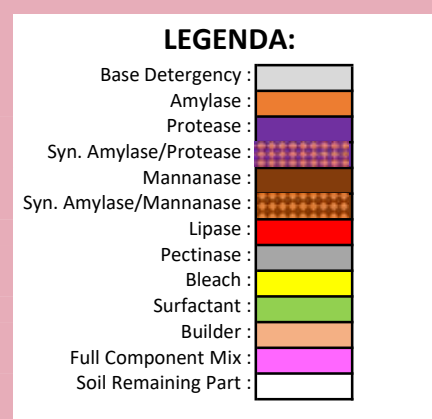 LEGENDA:
Base Detergency :
Amylase :
Protease :
Syn. Amylase/Protease :
Mannanase :
Syn. Amylase/Mannanase :
Lipase :
Pectinase :
Bleach :
Surfactant :
Builder :
Full Component Mix :
Soil Remaining Part :